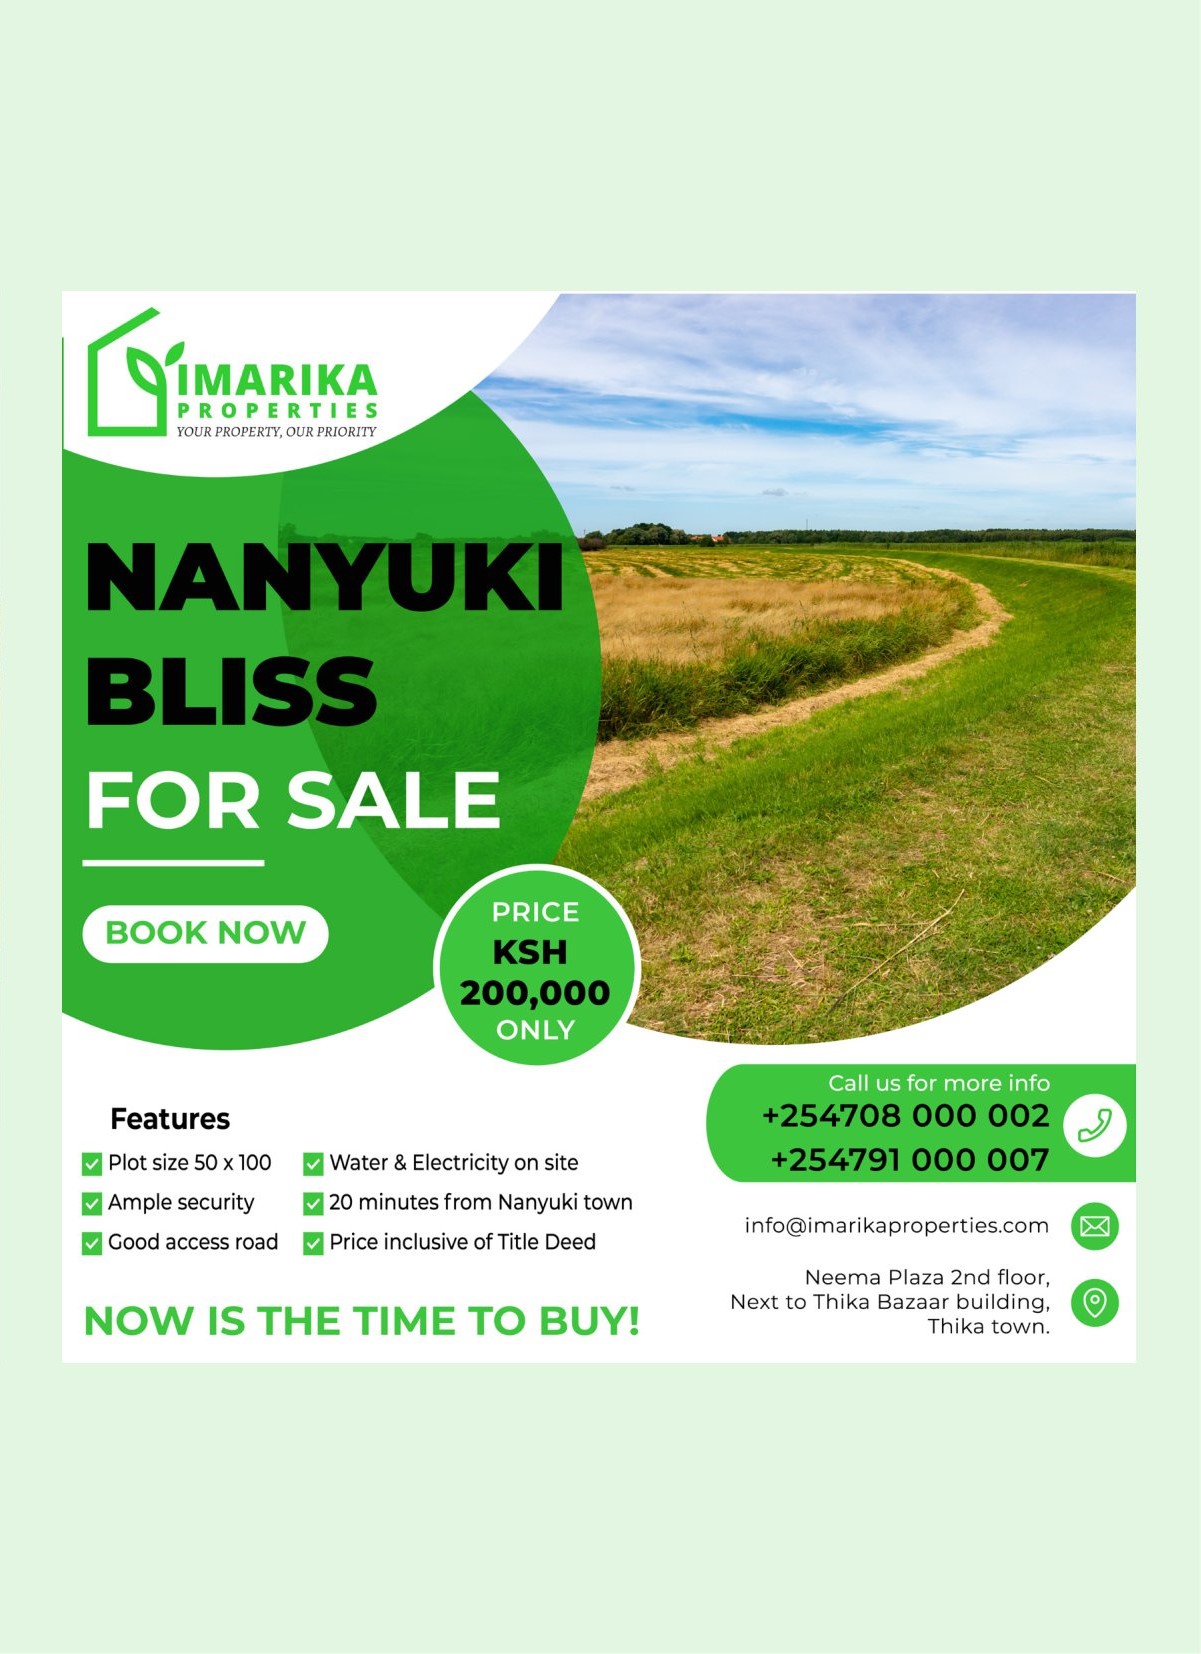 IMARIKA
PROPERTIES
YOUR PROPERTY, OUR PRIORITY
NANYUKI
BLISS
FOR SALE
BOOK NOW
PRICE
KSH
200,000
ONLY
Features
Plot size 50 x 100
Ample security
Good access road
Water & Electricity on site
20 minutes from Nanyuki town
Price inclusive of Title Deed
NOW IS THE TIME TO BUY!
Call us for more info
+254708 000 002
+254791 000 007
info@imarikaproperties.com
Neema Plaza 2nd floor,
Next to Thika Bazaar building,
Thika town.